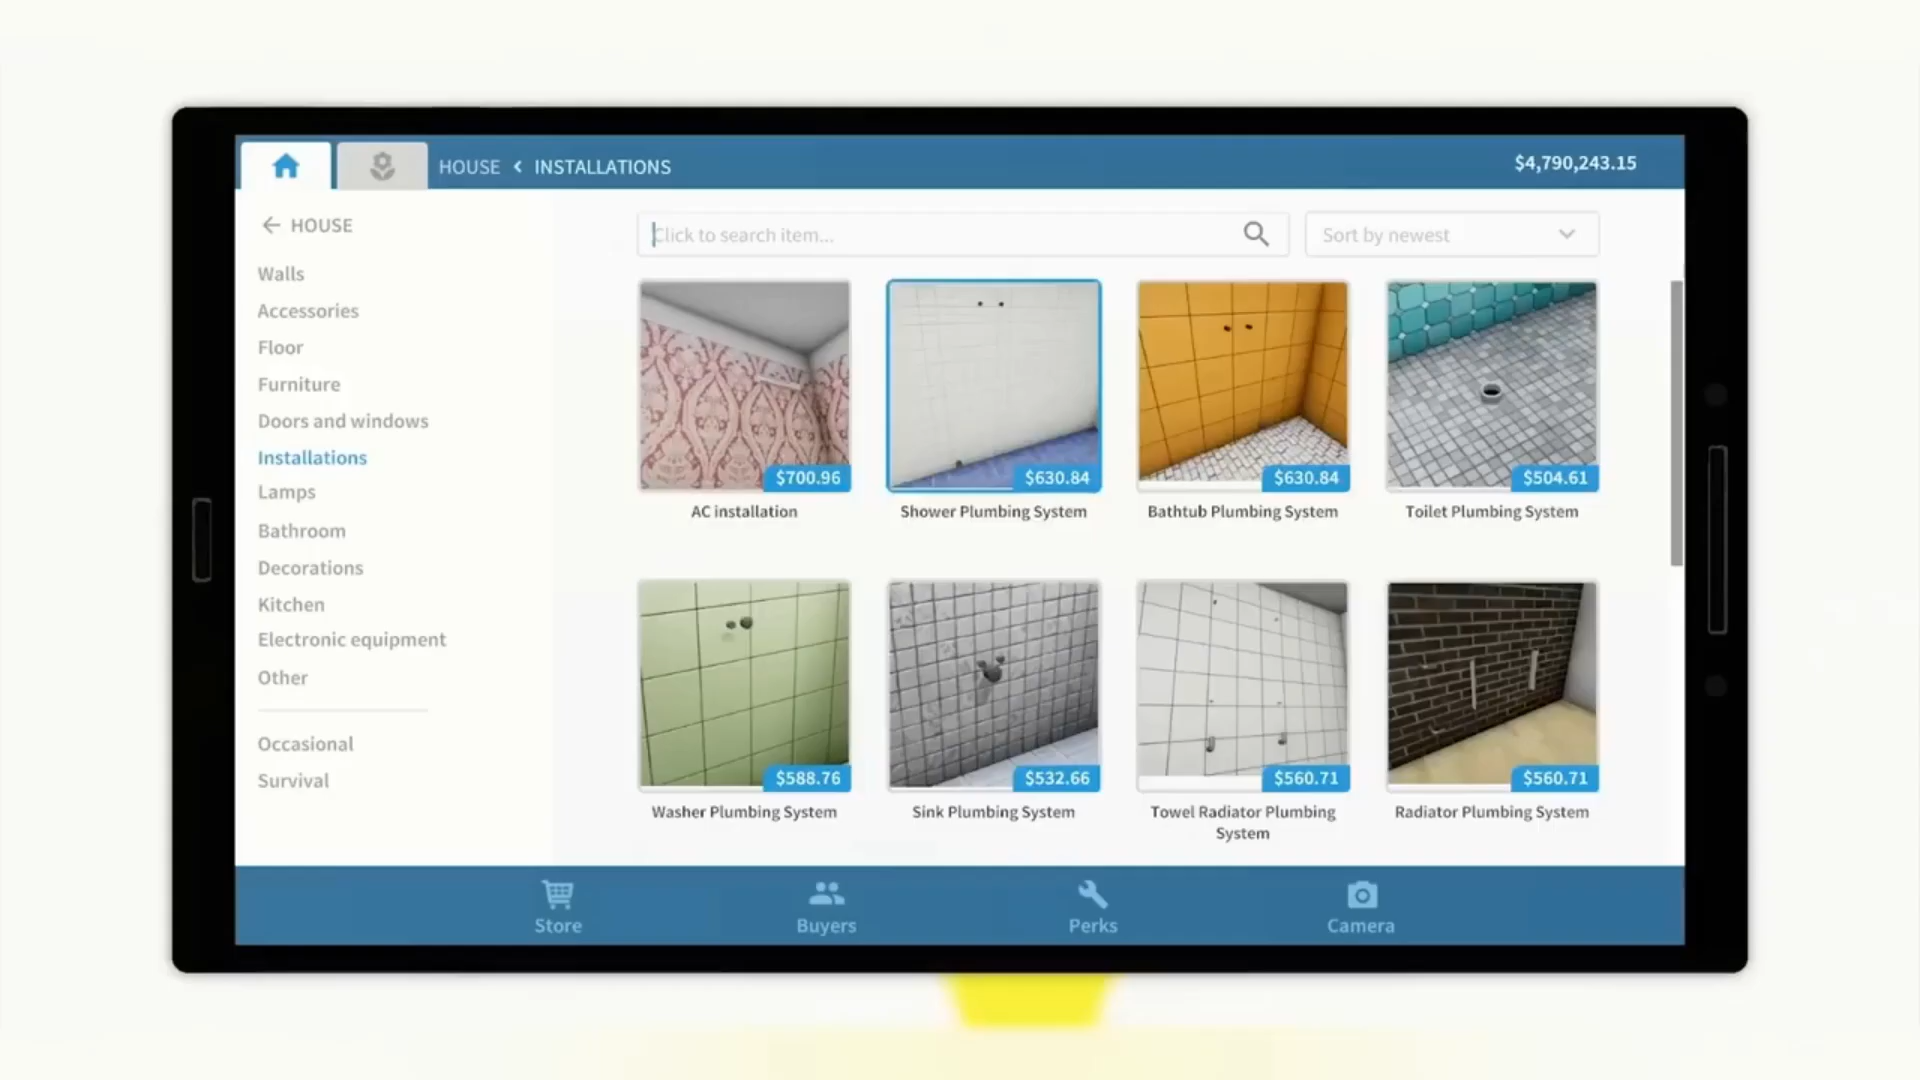 HOUSE < INSTALLATIONS
$4,790,243.15
← HOUSE
Click to search item...
Sort by newest
Walls
Accessories
Floor
Furniture
Doors and windows
Installations
Lamps
Bathroom
Decorations
Kitchen
Electronic equipment
Other
Occasional
Survival
$700.96
$630.84
$630.84
$504.61
AC installation
Shower Plumbing System
Bathtub Plumbing System
Toilet Plumbing System
$588.76
$532.66
$560.71
$560.71
Washer Plumbing System
Sink Plumbing System
Towel Radiator Plumbing
System
Radiator Plumbing System
Store
Buyers
Perks
Camera